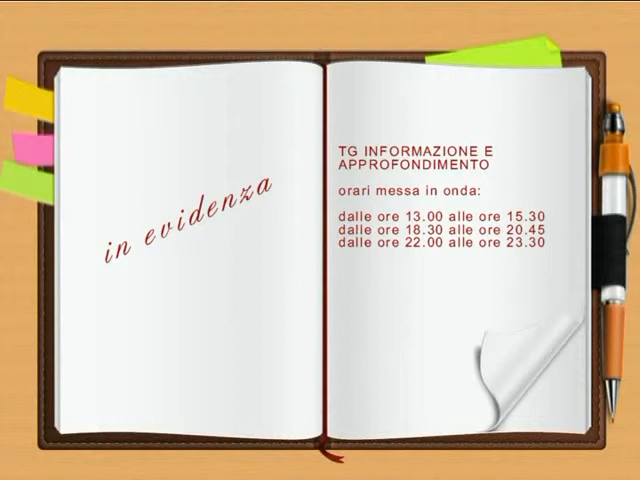 in evidenza
TG INFORMAZIONE E
APPROFONDIMENTO
orari messa in onda:
dalle ore 13.00 alle ore 15.30
dalle ore 18.30 alle ore 20.45
dalle ore 22.00 alle ore 23.30